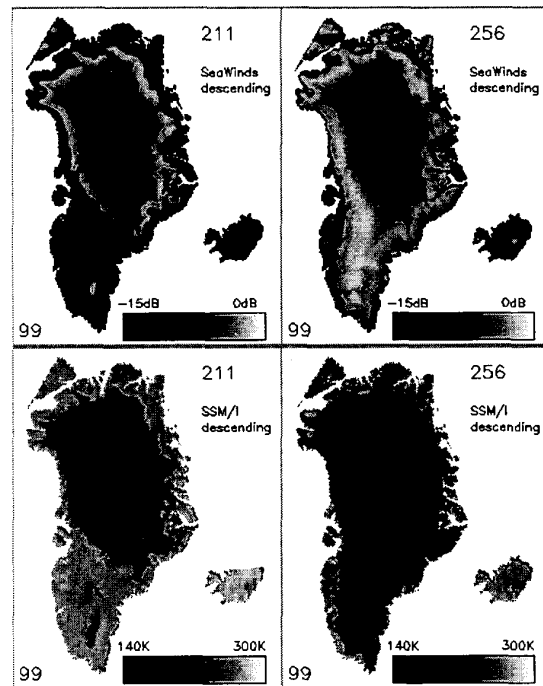 211
SeaWinds
descending
-15dB 0dB
99
256
SeaWinds
descending
-15dB 0dB
99
211
SSM/I
descending
140K 300K
99
256
SSM/I
descending
140K 300K
99